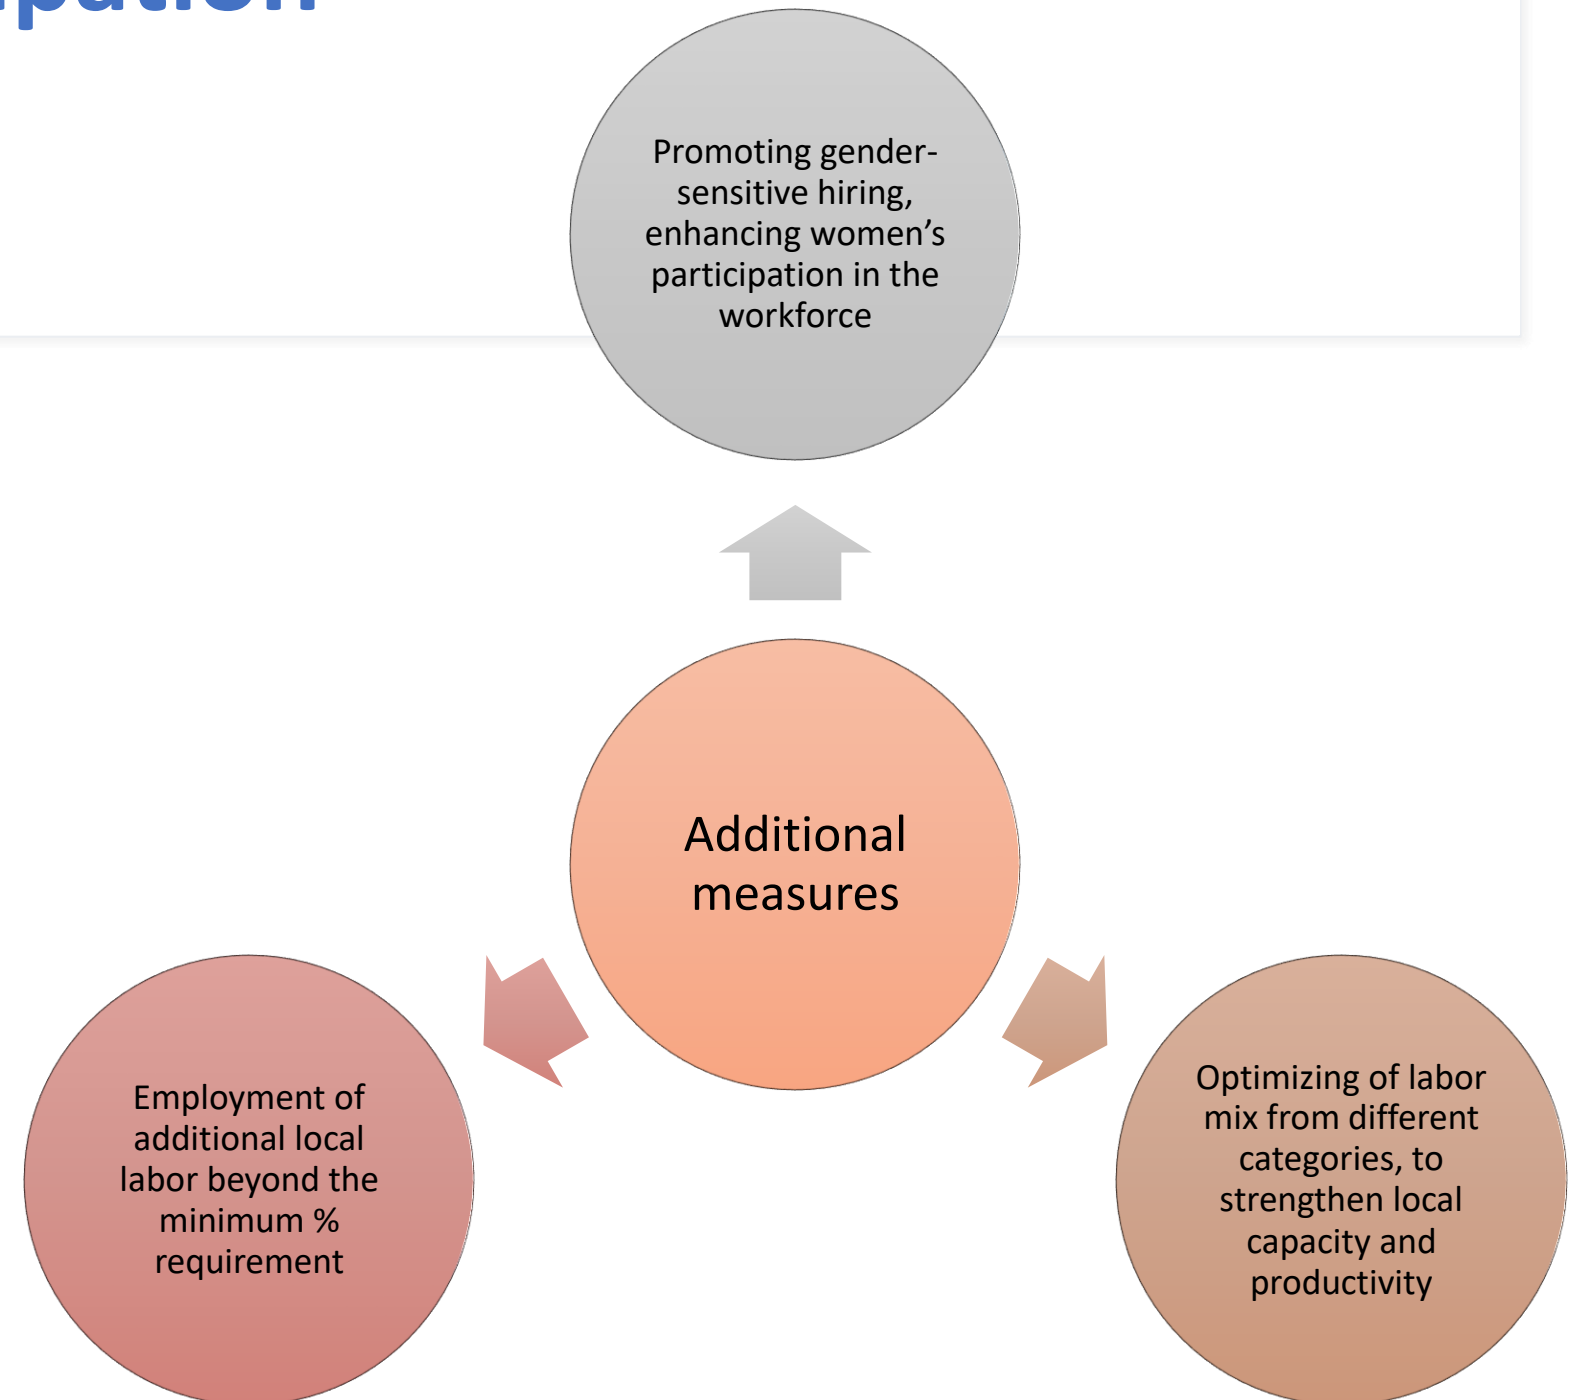 Promoting gender-
sensitive hiring,
enhancing women’s
participation in the
workforce
Additional
measures
Employment of
additional local
labor beyond the
minimum %
requirement
Optimizing of labor
mix from different
categories, to
strengthen local
capacity and
productivity